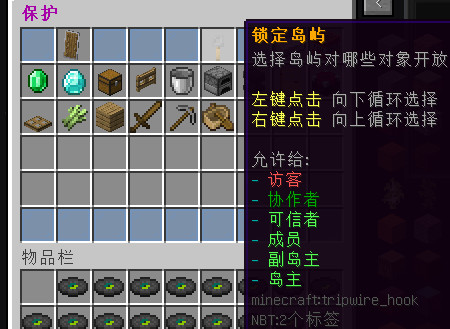 保护
锁定岛屿
选择岛屿对哪些对象开放
左键点击 向下循环选择
右键点击 向上循环选择
允许给:
- 访客
- 协作者
- 可信者
- 成员
- 副岛主
- 岛主
minecraft:tripwire_hook
NBT:2个标签
物品栏